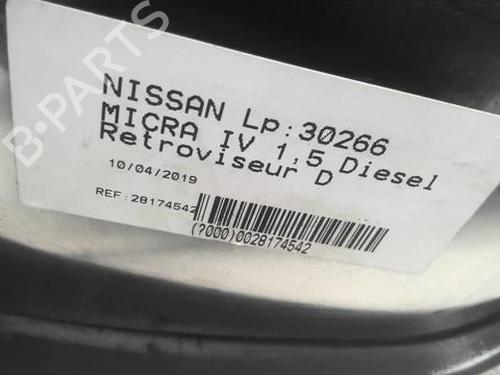 B-PARTS
NISSAN Lp:30266
MICRA IV 1,5 Diesel
Retroviseur D
10/04/2019
REF:28174542
(?000)0028174542